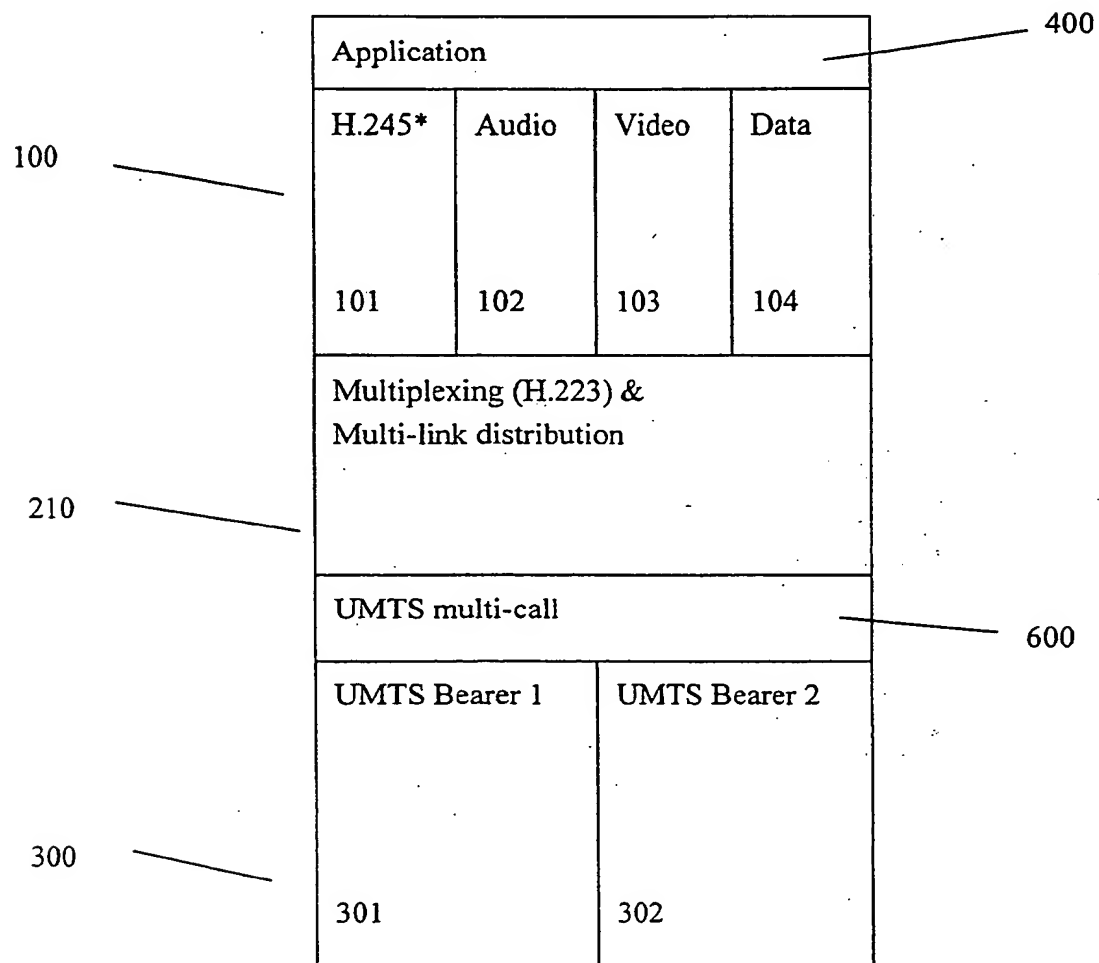 400
Application
H.245* Audio Video Data
100
101 102 103 104
Multiplexing (H.223) &
Multi-link distribution
210
UMTS multi-call
600
UMTS Bearer 1 UMTS Bearer 2
300
301 302